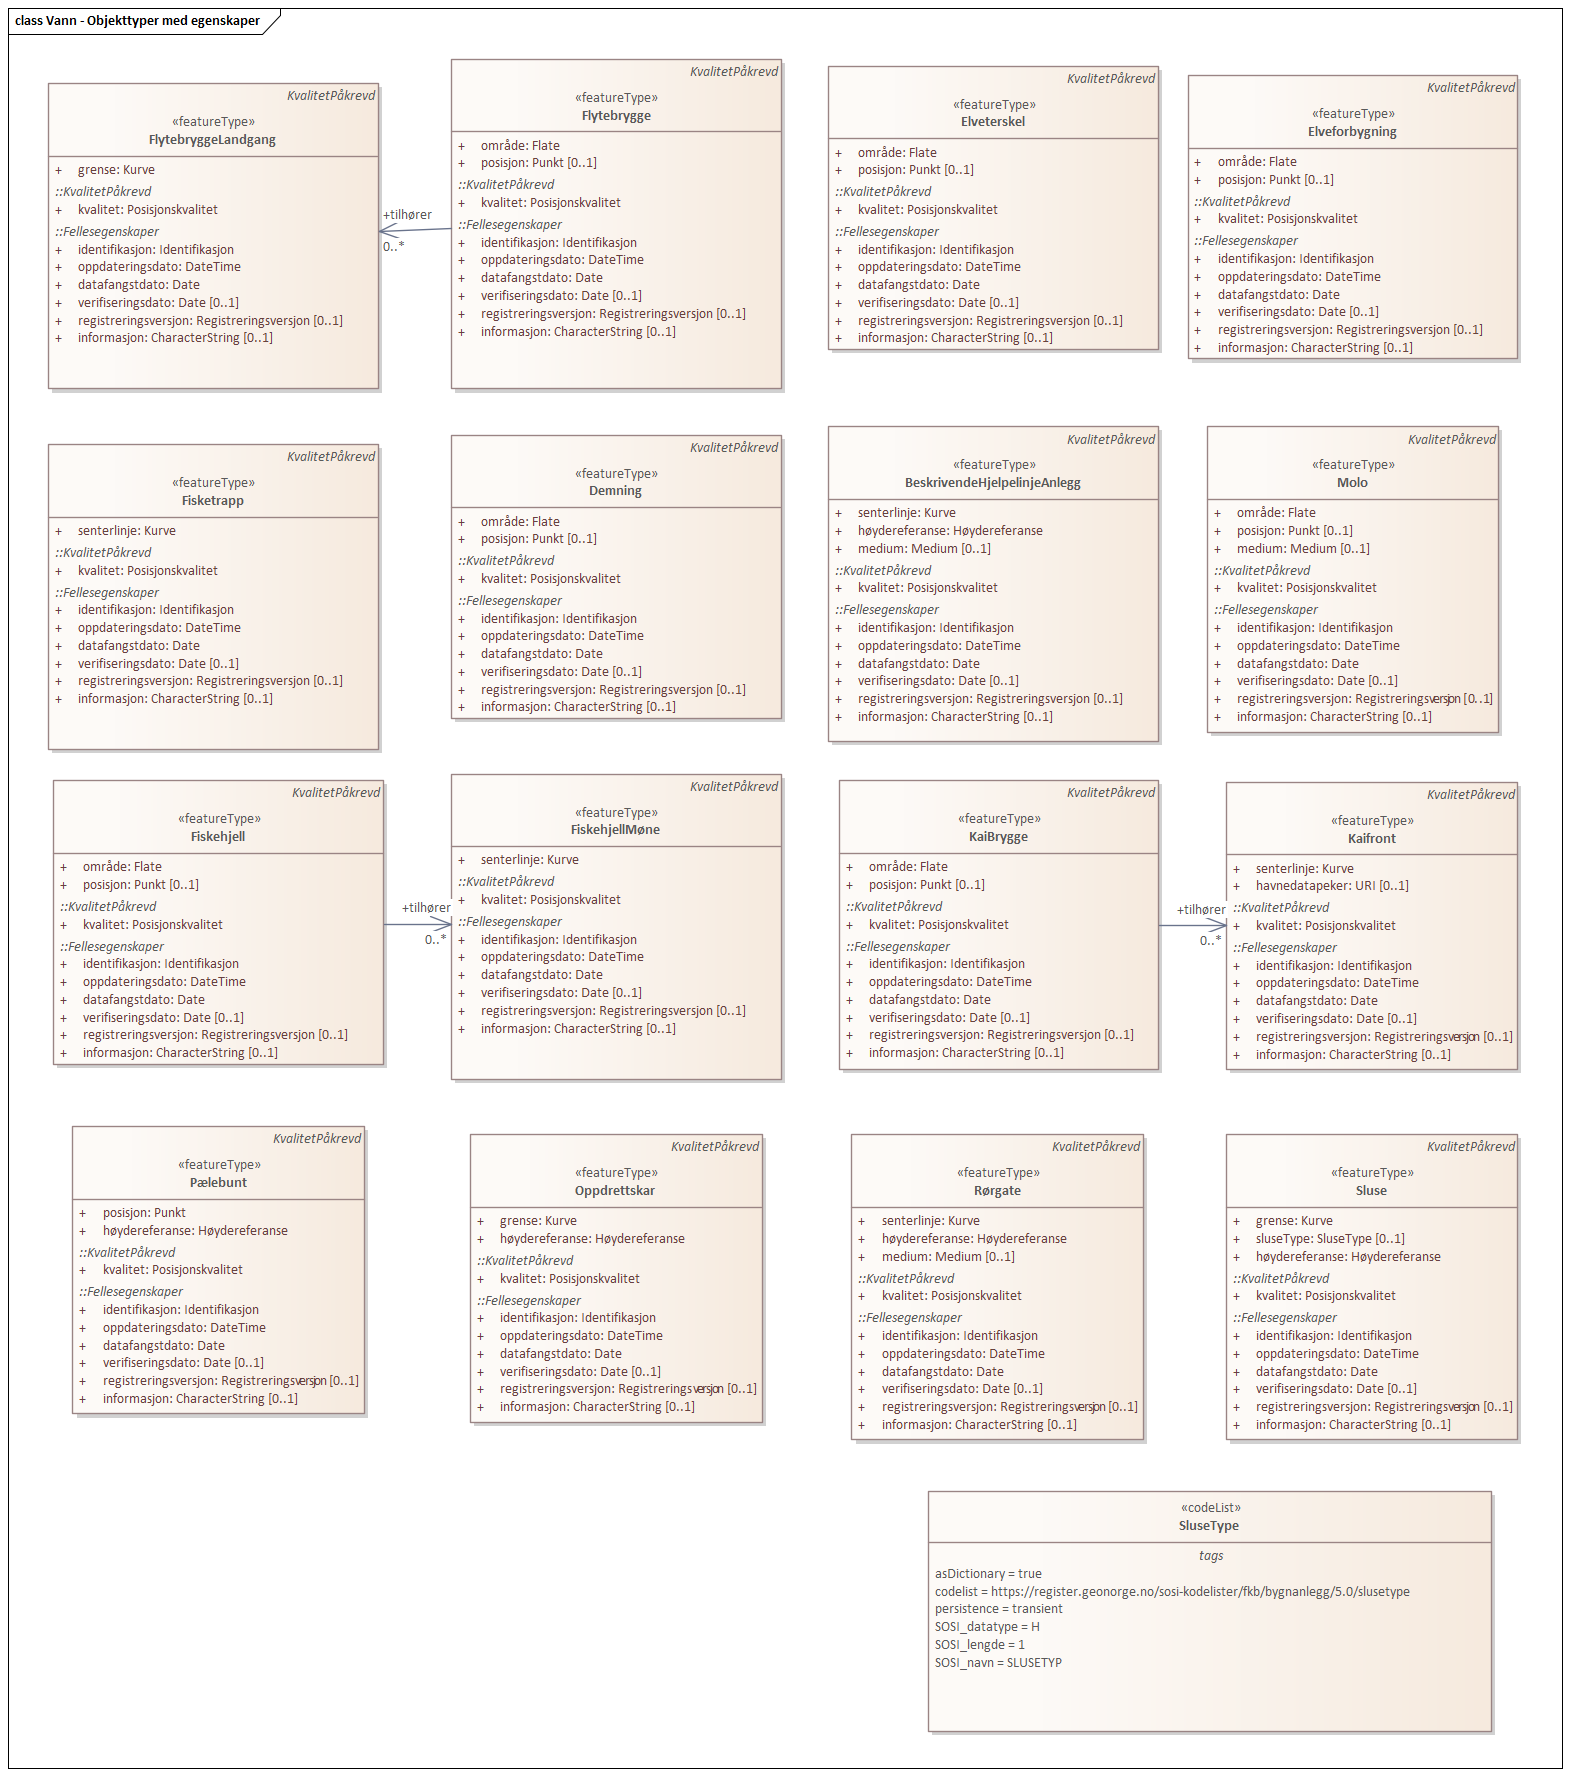 class Vann - Objekttyper med egenskaper
KvalitetPåkrevd
«featureType»
FlytebryggeLandgang
+ grense: Kurve
::KvalitetPåkrevd
+ kvalitet: Posisjonskvalitet
::Fellesegenskaper
+ identifikasjon: Identifikasjon
+ oppdateringsdato: DateTime
+ datafangstdato: Date
+ verifiseringsdato: Date [0..1]
+ registreringsversjon: Registreringsversjon [0..1]
+ informasjon: CharacterString [0..1]
+tilhører
0..*
KvalitetPåkrevd
«featureType»
Flytebrygge
+ område: Flate
+ posisjon: Punkt [0..1]
::KvalitetPåkrevd
+ kvalitet: Posisjonskvalitet
::Fellesegenskaper
+ identifikasjon: Identifikasjon
+ oppdateringsdato: DateTime
+ datafangstdato: Date
+ verifiseringsdato: Date [0..1]
+ registreringsversjon: Registreringsversjon [0..1]
+ informasjon: CharacterString [0..1]
KvalitetPåkrevd
«featureType»
Elveterskel
+ område: Flate
+ posisjon: Punkt [0..1]
::KvalitetPåkrevd
+ kvalitet: Posisjonskvalitet
::Fellesegenskaper
+ identifikasjon: Identifikasjon
+ oppdateringsdato: DateTime
+ datafangstdato: Date
+ verifiseringsdato: Date [0..1]
+ registreringsversjon: Registreringsversjon [0..1]
+ informasjon: CharacterString [0..1]
KvalitetPåkrevd
«featureType»
Elveforbygning
+ område: Flate
+ posisjon: Punkt [0..1]
::KvalitetPåkrevd
+ kvalitet: Posisjonskvalitet
::Fellesegenskaper
+ identifikasjon: Identifikasjon
+ oppdateringsdato: DateTime
+ datafangstdato: Date
+ verifiseringsdato: Date [0..1]
+ registreringsversjon: Registreringsversjon [0..1]
+ informasjon: CharacterString [0..1]
KvalitetPåkrevd
«featureType»
Fisketrapp
+ senterlinje: Kurve
::KvalitetPåkrevd
+ kvalitet: Posisjonskvalitet
::Fellesegenskaper
+ identifikasjon: Identifikasjon
+ oppdateringsdato: DateTime
+ datafangstdato: Date
+ verifiseringsdato: Date [0..1]
+ registreringsversjon: Registreringsversjon [0..1]
+ informasjon: CharacterString [0..1]
KvalitetPåkrevd
«featureType»
Demning
+ område: Flate
+ posisjon: Punkt [0..1]
::KvalitetPåkrevd
+ kvalitet: Posisjonskvalitet
::Fellesegenskaper
+ identifikasjon: Identifikasjon
+ oppdateringsdato: DateTime
+ datafangstdato: Date
+ verifiseringsdato: Date [0..1]
+ registreringsversjon: Registreringsversjon [0..1]
+ informasjon: CharacterString [0..1]
KvalitetPåkrevd
«featureType»
BeskrivendeHjelpelinjeAnlegg
+ senterlinje: Kurve
+ høydereferanse: Høydereferanse
+ medium: Medium [0..1]
::KvalitetPåkrevd
+ kvalitet: Posisjonskvalitet
::Fellesegenskaper
+ identifikasjon: Identifikasjon
+ oppdateringsdato: DateTime
+ datafangstdato: Date
+ verifiseringsdato: Date [0..1]
+ registreringsversjon: Registreringsversjon [0..1]
+ informasjon: CharacterString [0..1]
KvalitetPåkrevd
«featureType»
Molo
+ område: Flate
+ posisjon: Punkt [0..1]
+ medium: Medium [0..1]
::KvalitetPåkrevd
+ kvalitet: Posisjonskvalitet
::Fellesegenskaper
+ identifikasjon: Identifikasjon
+ oppdateringsdato: DateTime
+ datafangstdato: Date
+ verifiseringsdato: Date [0..1]
+ registreringsversjon: Registreringsversjon [0..1]
+ informasjon: CharacterString [0..1]
KvalitetPåkrevd
«featureType»
Fiskehjell
+ område: Flate
+ posisjon: Punkt [0..1]
::KvalitetPåkrevd
+ kvalitet: Posisjonskvalitet
::Fellesegenskaper
+ identifikasjon: Identifikasjon
+ oppdateringsdato: DateTime
+ datafangstdato: Date
+ verifiseringsdato: Date [0..1]
+ registreringsversjon: Registreringsversjon [0..1]
+ informasjon: CharacterString [0..1]
+tilhører
0..*
KvalitetPåkrevd
«featureType»
FiskehjellMøne
+ senterlinje: Kurve
::KvalitetPåkrevd
+ kvalitet: Posisjonskvalitet
::Fellesegenskaper
+ identifikasjon: Identifikasjon
+ oppdateringsdato: DateTime
+ datafangstdato: Date
+ verifiseringsdato: Date [0..1]
+ registreringsversjon: Registreringsversjon [0..1]
+ informasjon: CharacterString [0..1]
KvalitetPåkrevd
«featureType»
KaiBrygge
+ område: Flate
+ posisjon: Punkt [0..1]
::KvalitetPåkrevd
+ kvalitet: Posisjonskvalitet
::Fellesegenskaper
+ identifikasjon: Identifikasjon
+ oppdateringsdato: DateTime
+ datafangstdato: Date
+ verifiseringsdato: Date [0..1]
+ registreringsversjon: Registreringsversjon [0..1]
+ informasjon: CharacterString [0..1]
+tilhører
0..*
KvalitetPåkrevd
«featureType»
Kaifront
+ senterlinje: Kurve
+ havnedatapeker: URI [0..1]
::KvalitetPåkrevd
+ kvalitet: Posisjonskvalitet
::Fellesegenskaper
+ identifikasjon: Identifikasjon
+ oppdateringsdato: DateTime
+ datafangstdato: Date
+ verifiseringsdato: Date [0..1]
+ registreringsversjon: Registreringsversjon [0..1]
+ informasjon: CharacterString [0..1]
KvalitetPåkrevd
«featureType»
Pælebunt
+ posisjon: Punkt
+ høydereferanse: Høydereferanse
::KvalitetPåkrevd
+ kvalitet: Posisjonskvalitet
::Fellesegenskaper
+ identifikasjon: Identifikasjon
+ oppdateringsdato: DateTime
+ datafangstdato: Date
+ verifiseringsdato: Date [0..1]
+ registreringsversjon: Registreringsversjon [0..1]
+ informasjon: CharacterString [0..1]
KvalitetPåkrevd
«featureType»
Oppdrettskar
+ grense: Kurve
+ høydereferanse: Høydereferanse
::KvalitetPåkrevd
+ kvalitet: Posisjonskvalitet
::Fellesegenskaper
+ identifikasjon: Identifikasjon
+ oppdateringsdato: DateTime
+ datafangstdato: Date
+ verifiseringsdato: Date [0..1]
+ registreringsversjon: Registreringsversjon [0..1]
+ informasjon: CharacterString [0..1]
KvalitetPåkrevd
«featureType»
Rørgate
+ senterlinje: Kurve
+ høydereferanse: Høydereferanse
+ medium: Medium [0..1]
::KvalitetPåkrevd
+ kvalitet: Posisjonskvalitet
::Fellesegenskaper
+ identifikasjon: Identifikasjon
+ oppdateringsdato: DateTime
+ datafangstdato: Date
+ verifiseringsdato: Date [0..1]
+ registreringsversjon: Registreringsversjon [0..1]
+ informasjon: CharacterString [0..1]
KvalitetPåkrevd
«featureType»
Sluse
+ grense: Kurve
+ sluseType: SluseType [0..1]
+ høydereferanse: Høydereferanse
::KvalitetPåkrevd
+ kvalitet: Posisjonskvalitet
::Fellesegenskaper
+ identifikasjon: Identifikasjon
+ oppdateringsdato: DateTime
+ datafangstdato: Date
+ verifiseringsdato: Date [0..1]
+ registreringsversjon: Registreringsversjon [0..1]
+ informasjon: CharacterString [0..1]
«codeList»
SluseType
tags
asDictionary = true
codelist = https://register.geonorge.no/sosi-kodelister/fkb/bygnanlegg/5.0/slusetype
persistence = transient
SOSI_datatype = H
SOSI_lengde = 1
SOSI_navn = SLUSETYP